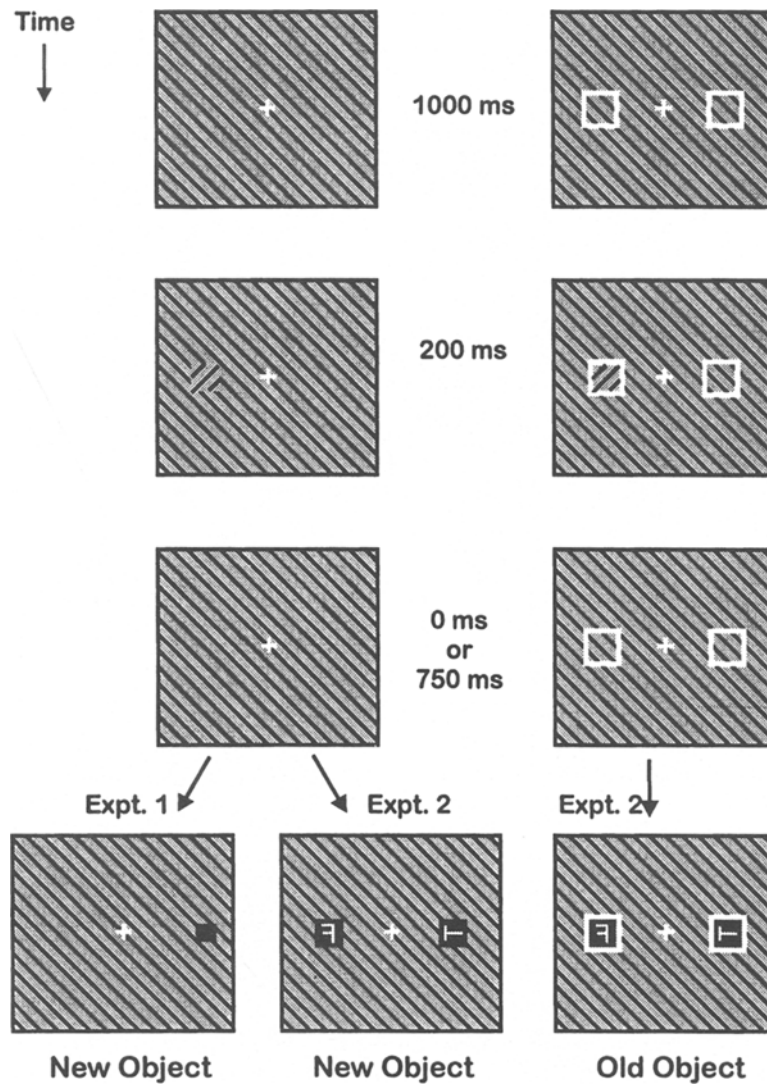 Time
1000 ms
200 ms
0 ms
or
750 ms
Expt. 1
Expt. 2
Expt. 2
F T
F T
New Object
New Object
Old Object